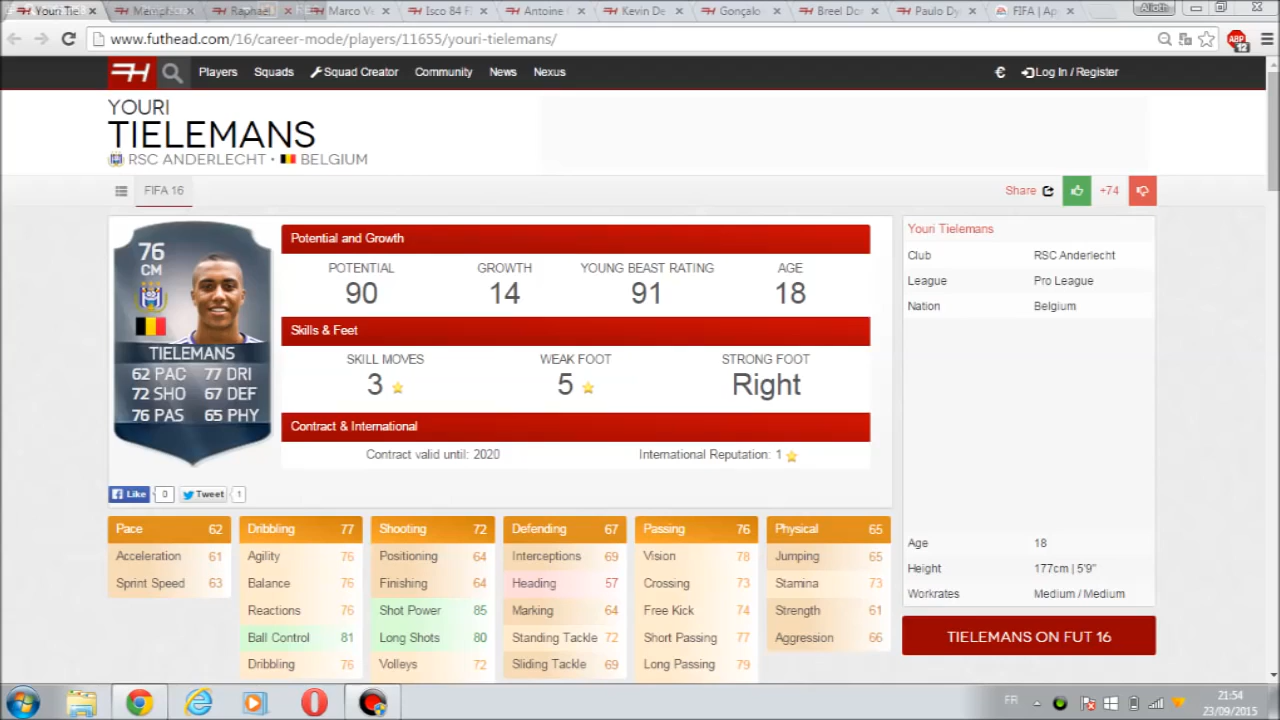 Youri Tiel
Memphis
Raphael
Marco V
Isco 84 F
Antoine
Kevin De
Gonçalo
Breel Do
Paulo Dy
FIFA | Ap
www.futhead.com/16/career-mode/players/11655/youri-tielemans/
ABP
12
Players
Squads
Squad Creator
Community
News
Nexus
€
Log In / Register
YOURI
TIELEMANS
RSC ANDERLECHT • BELGIUM
FIFA 16
Share
+74
76
CM
TIELEMANS
62 PAC 77 DRI
72 SHO 67 DEF
76 PAS 65 PHY
Potential and Growth
POTENTIAL GROWTH YOUNG BEAST RATING AGE
90 14 91 18
Skills & Feet
SKILL MOVES WEAK FOOT STRONG FOOT
3 5 Right
Contract & International
Contract valid until: 2020 International Reputation: 1
Youri Tielemans
Club RSC Anderlecht
League Pro League
Nation Belgium
Age 18
Height 177cm | 5'9"
Workrates Medium / Medium
TIELEMANS ON FUT 16
Like 0 Tweet 1
Pace 62
Acceleration 61
Sprint Speed 63
Dribbling 77
Agility 76
Balance 76
Reactions 76
Ball Control 81
Dribbling 76
Shooting 72
Positioning 64
Finishing 64
Shot Power 85
Long Shots 80
Volleys 72
Defending 67
Interceptions 69
Heading 57
Marking 64
Standing Tackle 72
Sliding Tackle 69
Passing 76
Vision 78
Crossing 73
Free Kick 74
Short Passing 77
Long Passing 79
Physical 65
Jumping 65
Stamina 73
Strength 61
Aggression 66
FR
21:54
23/09/2015